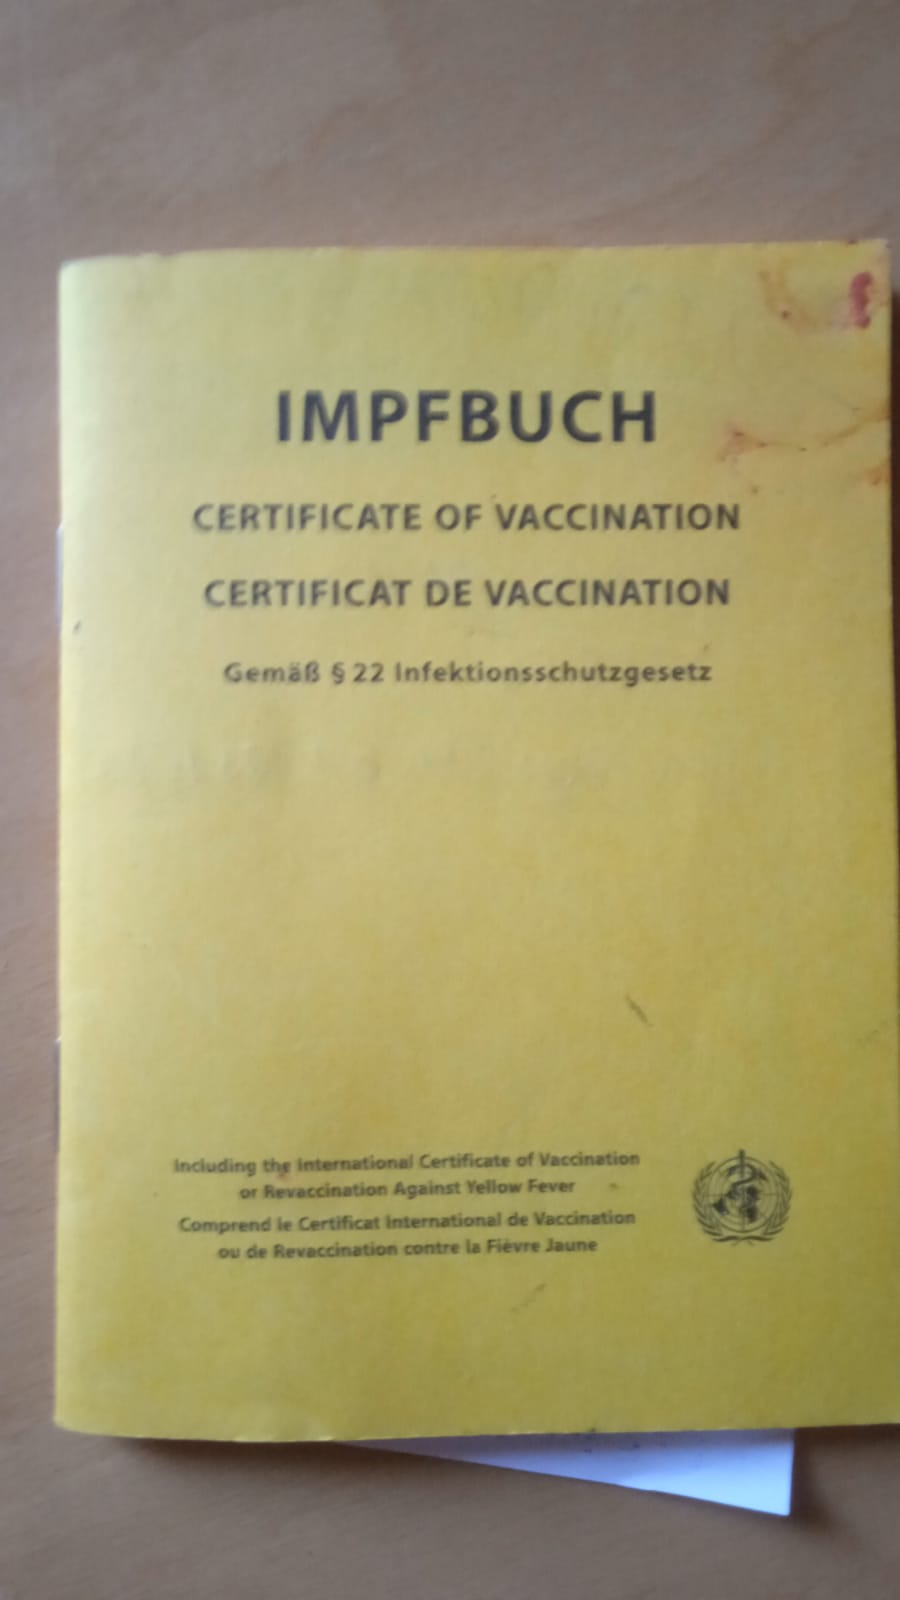 IMPFBUCH
CERTIFICATE OF VACCINATION
CERTIFICAT DE VACCINATION
Gemäß § 22 Infektionsschutzgesetz
Including the International Certificate of Vaccination
or Revaccination Against Yellow Fever
Comprend le Certificat International de Vaccination
ou de Revaccination contre la Fièvre Jaune